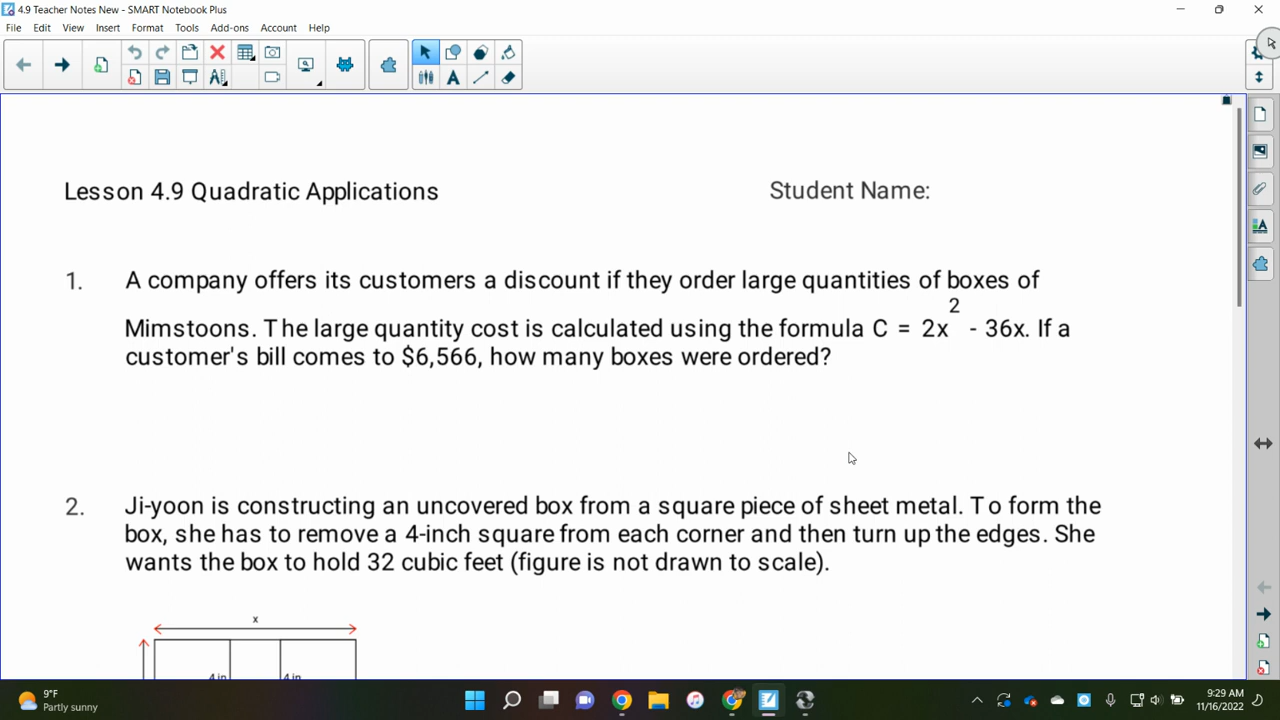 4.9 Teacher Notes New - SMART Notebook Plus
File Edit View Insert Format Tools Add-ons Account Help
Lesson 4.9 Quadratic Applications
Student Name:
1. A company offers its customers a discount if they order large quantities of boxes of
Mimstoons. The large quantity cost is calculated using the formula C = 2x² - 36x. If a
customer's bill comes to $6,566, how many boxes were ordered?
2. Ji-yoon is constructing an uncovered box from a square piece of sheet metal. To form the
box, she has to remove a 4-inch square from each corner and then turn up the edges. She
wants the box to hold 32 cubic feet (figure is not drawn to scale).
x
4 in 4 in
9°F
Partly sunny
9:29 AM
11/16/2022